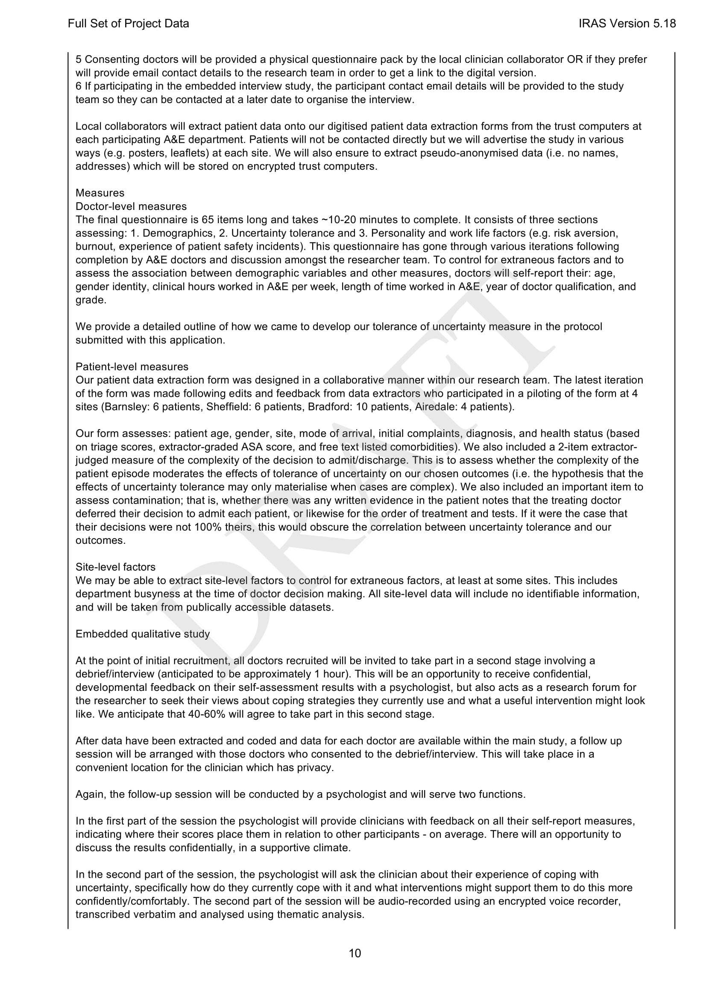 Full Set of Project Data
IRAS Version 5.18
5 Consenting doctors will be provided a physical questionnaire pack by the local clinician collaborator OR if they prefer
will provide email contact details to the research team in order to get a link to the digital version.
6 If participating in the embedded interview study, the participant contact email details will be provided to the study
team so they can be contacted at a later date to organise the interview.
Local collaborators will extract patient data onto our digitised patient data extraction forms from the trust computers at
each participating A&E department. Patients will not be contacted directly but we will advertise the study in various
ways (e.g. posters, leaflets) at each site. We will also ensure to extract pseudo-anonymised data (i.e. no names,
addresses) which will be stored on encrypted trust computers.
Measures
Doctor-level measures
The final questionnaire is 65 items long and takes ~10-20 minutes to complete. It consists of three sections
assessing: 1. Demographics, 2. Uncertainty tolerance and 3. Personality and work life factors (e.g. risk aversion,
burnout, experience of patient safety incidents). This questionnaire has gone through various iterations following
completion by A&E doctors and discussion amongst the researcher team. To control for extraneous factors and to
assess the association between demographic variables and other measures, doctors will self-report their: age,
gender identity, clinical hours worked in A&E per week, length of time worked in A&E, year of doctor qualification, and
grade.
We provide a detailed outline of how we came to develop our tolerance of uncertainty measure in the protocol
submitted with this application.
Patient-level measures
Our patient data extraction form was designed in a collaborative manner within our research team. The latest iteration
of the form was made following edits and feedback from data extractors who participated in a piloting of the form at 4
sites (Barnsley: 6 patients, Sheffield: 6 patients, Bradford: 10 patients, Airedale: 4 patients).
Our form assesses: patient age, gender, site, mode of arrival, initial complaints, diagnosis, and health status (based
on triage scores, extractor-graded ASA score, and free text listed comorbidities). We also included a 2-item extractor-
judged measure of the complexity of the decision to admit/discharge. This is to assess whether the complexity of the
patient episode moderates the effects of tolerance of uncertainty on our chosen outcomes (i.e. the hypothesis that the
effects of uncertainty tolerance may only materialise when cases are complex). We also included an important item to
assess contamination; that is, whether there was any written evidence in the patient notes that the treating doctor
deferred their decision to admit each patient, or likewise for the order of treatment and tests. If it were the case that
their decisions were not 100% theirs, this would obscure the correlation between uncertainty tolerance and our
outcomes.
Site-level factors
We may be able to extract site-level factors to control for extraneous factors, at least at some sites. This includes
department busyness at the time of doctor decision making. All site-level data will include no identifiable information,
and will be taken from publically accessible datasets.
Embedded qualitative study
At the point of initial recruitment, all doctors recruited will be invited to take part in a second stage involving a
debrief/interview (anticipated to be approximately 1 hour). This will be an opportunity to receive confidential,
developmental feedback on their self-assessment results with a psychologist, but also acts as a research forum for
the researcher to seek their views about coping strategies they currently use and what a useful intervention might look
like. We anticipate that 40-60% will agree to take part in this second stage.
After data have been extracted and coded and data for each doctor are available within the main study, a follow up
session will be arranged with those doctors who consented to the debrief/interview. This will take place in a
convenient location for the clinician which has privacy.
Again, the follow-up session will be conducted by a psychologist and will serve two functions.
In the first part of the session the psychologist will provide clinicians with feedback on all their self-report measures,
indicating where their scores place them in relation to other participants - on average. There will an opportunity to
discuss the results confidentially, in a supportive climate.
In the second part of the session, the psychologist will ask the clinician about their experience of coping with
uncertainty, specifically how do they currently cope with it and what interventions might support them to do this more
confidently/comfortably. The second part of the session will be audio-recorded using an encrypted voice recorder,
transcribed verbatim and analysed using thematic analysis.
DRAFT
10